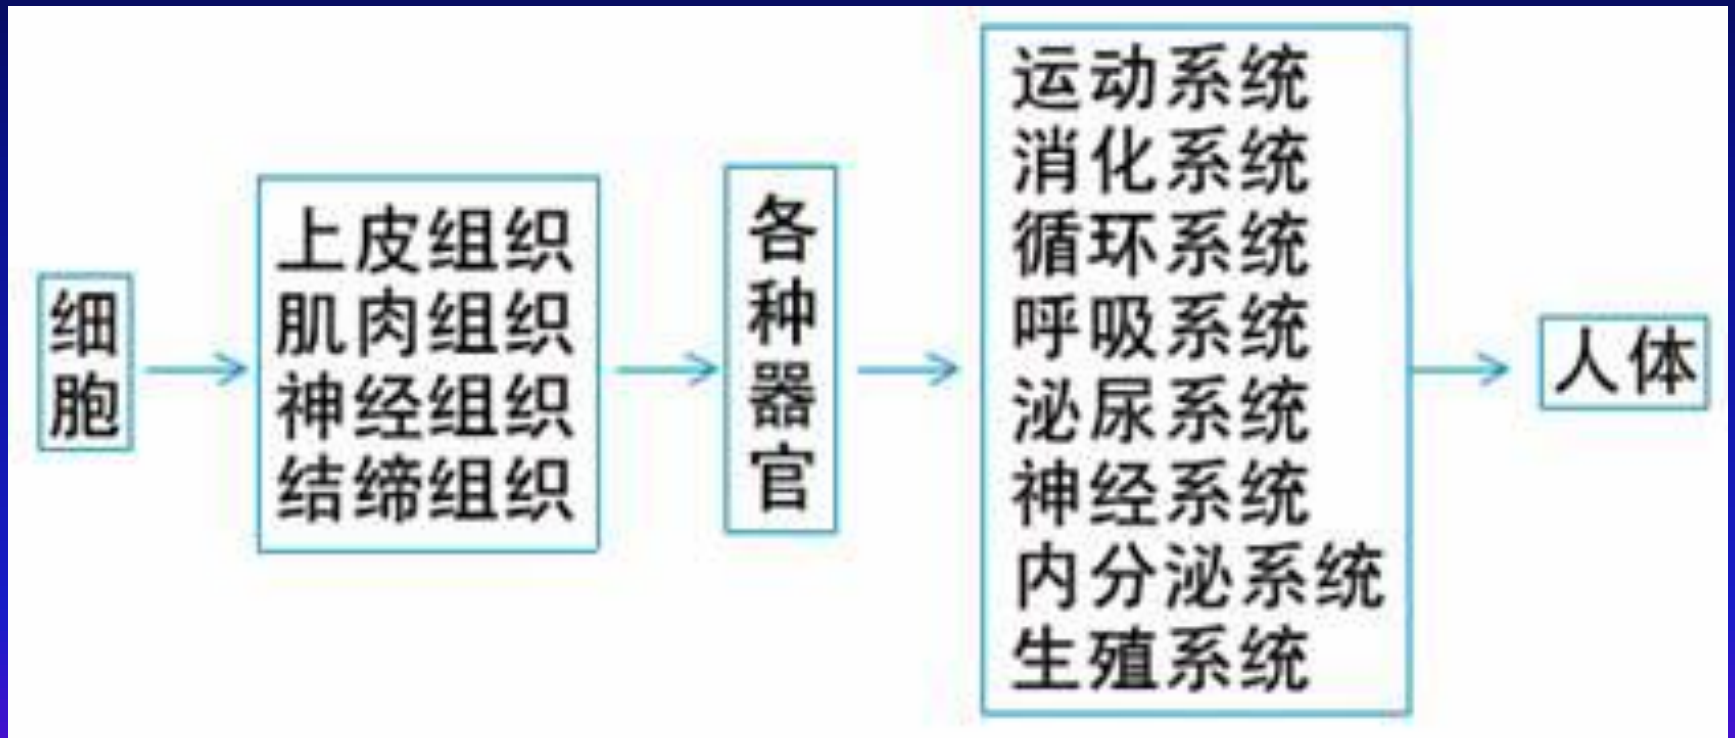 细胞
上皮组织
肌肉组织
神经组织
结缔组织
各种器官
运动系统
消化系统
循环系统
呼吸系统
泌尿系统
神经系统
内分泌系统
生殖系统
人体